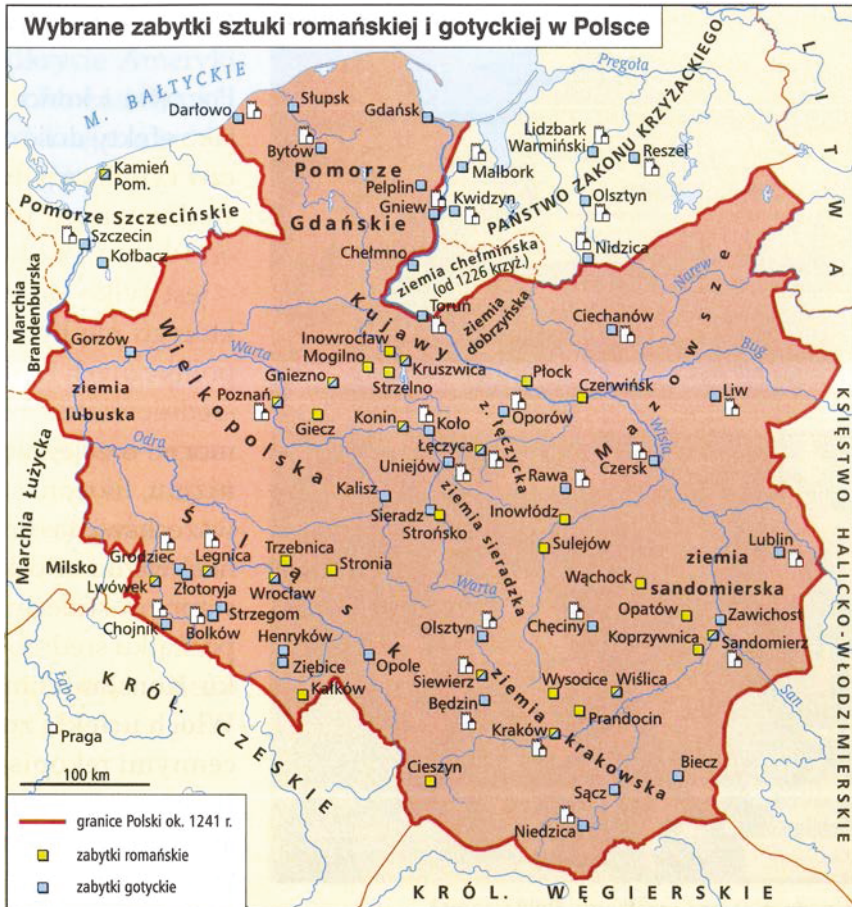 Wybrane zabytki sztuki romańskiej i gotyckiej w Polsce
M. BAŁTYCKIE
Darłowo
Słupsk
Gdańsk
Bytów
Pregoła
LITWA
Lidzbark
Warmiński
Reszel
Malbork
Kamień
Pom.
Pomorze
Gdańskie
Pelplin
Gniew
Kwidzyn
Olsztyn
PAŃSTWO ZAKONU KRZYŻACKIEGO
Pomorze Szczecińskie
Szczecin
Kołbacz
Chełmno
ziemia chełmińska
(od 1226 krzyż.)
Nidzica
Narew
Marchia
Brandenburska
Toruń
ziemia
dobrzyńska
Ciechanów
Mazowsze
Gorzów
Kujawy
Wielkopolska
Warta
Inowrocław
Mogilno
Kruszwica
Gniezno
Strzelno
Płock
Czerwińsk
Bug
ziemia
lubuska
Poznań
Giecz
Konin
Koło
Oporów
Liw
Wisła
Odra
Łęczyca
z. łęczycka
Uniejów
Rawa
Czersk
Marchia Łużycka
Kalisz
Sieradz
Strońsko
ziemia sieradzka
Inowłódz
Sulejów
Śląsk
Milsko
Grodziec
Legnica
Trzebnica
Stronia
Lublin
Lwówek
Złotoryja
Wrocław
Warta
Wąchock
ziemia
sandomierska
Chojnik
Bolków
Strzegom
Henryków
Ziębice
Opole
Olsztyn
Chęciny
Opatów
Zawichost
Koprzywnica
Sandomierz
Łaba
Kałków
Siewierz
Będzin
Wysocice
Wiślica
Prandocin
San
Praga
KRÓL. CZESKIE
Kraków
ziemia krakowska
Cieszyn
Biecz
Sącz
Niedzica
KSIĘSTWO HALICKO-WŁODZIMIERSKIE
100 km
granice Polski ok. 1241 r.
zabytki romańskie
zabytki gotyckie
KRÓL. WĘGIERSKIE